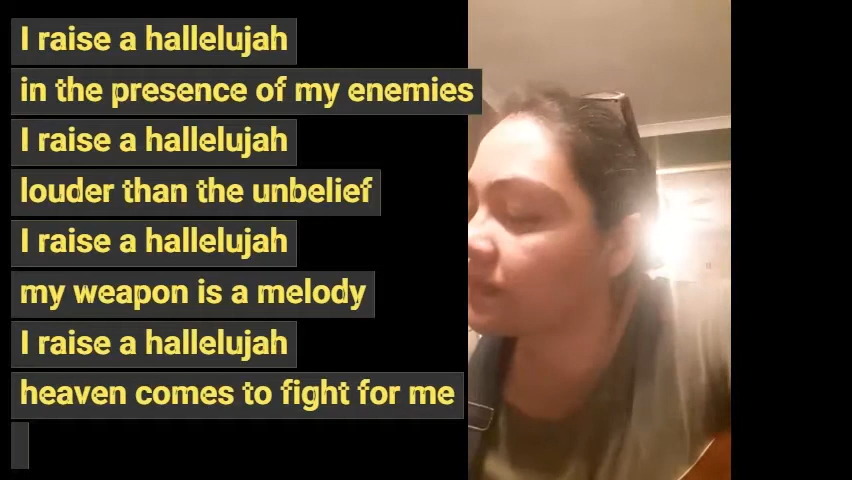 I raise a hallelujah
in the presence of my enemies
I raise a hallelujah
louder than the unbelief
I raise a hallelujah
my weapon is a melody
I raise a hallelujah
heaven comes to fight for me